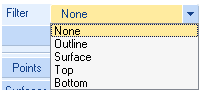 Filter None
None
Outline
Surface
Points Top
Bottom